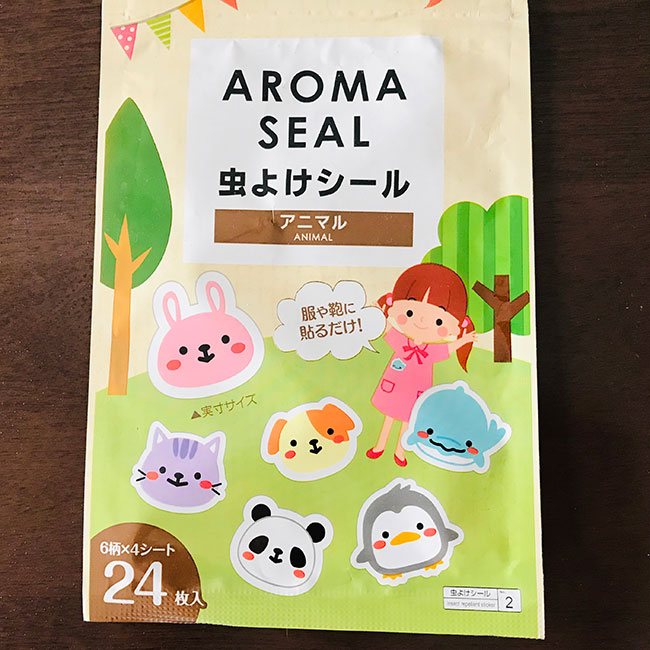 AROMA
SEAL
虫よけシール
アニマル
ANIMAL
服や鞄に
貼るだけ!
▲実寸サイズ
6柄×4シート
24枚入
虫よけシール
insect repellent sticker
2